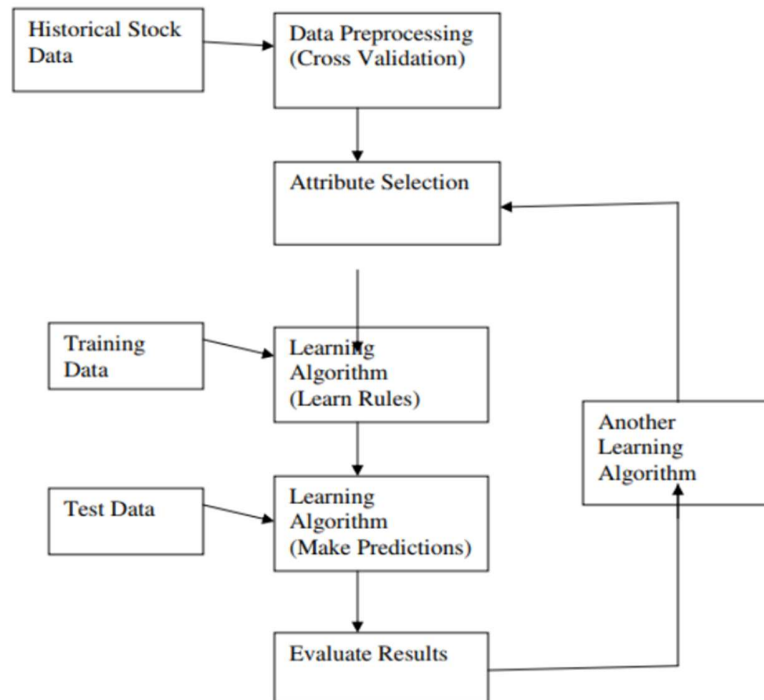 Historical Stock
Data
Data Preprocessing
(Cross Validation)
Attribute Selection
Training
Data
Learning
Algorithm
(Learn Rules)
Another
Learning
Algorithm
Test Data
Learning
Algorithm
(Make Predictions)
Evaluate Results